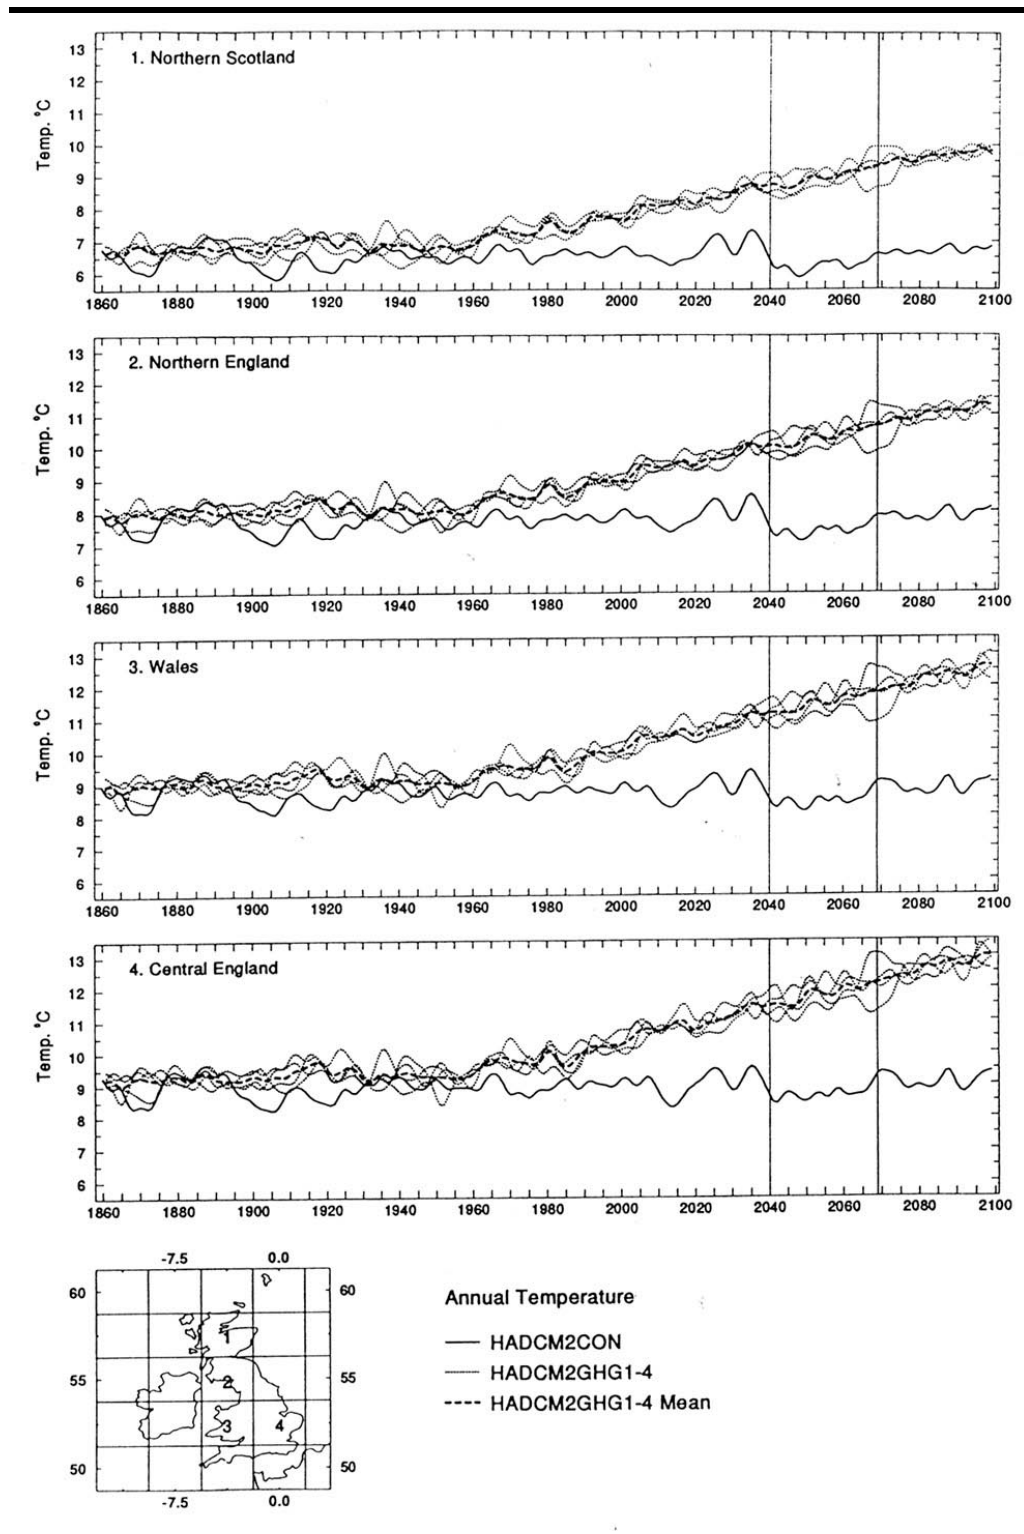 1. Northern Scotland
Temp. °C
13
12
11
10
9
8
7
6
1860 1880 1900 1920 1940 1960 1980 2000 2020 2040 2060 2080 2100
2. Northern England
Temp. °C
13
12
11
10
9
8
7
6
1860 1880 1900 1920 1940 1960 1980 2000 2020 2040 2060 2080 2100
3. Wales
Temp. °C
13
12
11
10
9
8
7
6
1860 1880 1900 1920 1940 1960 1980 2000 2020 2040 2060 2080 2100
4. Central England
Temp. °C
13
12
11
10
9
8
7
6
1860 1880 1900 1920 1940 1960 1980 2000 2020 2040 2060 2080 2100
-7.5 0.0
60 60
1
55 55
2
3 4
50 50
-7.5 0.0
Annual Temperature
HADCM2CON
HADCM2GHG1-4
HADCM2GHG1-4 Mean